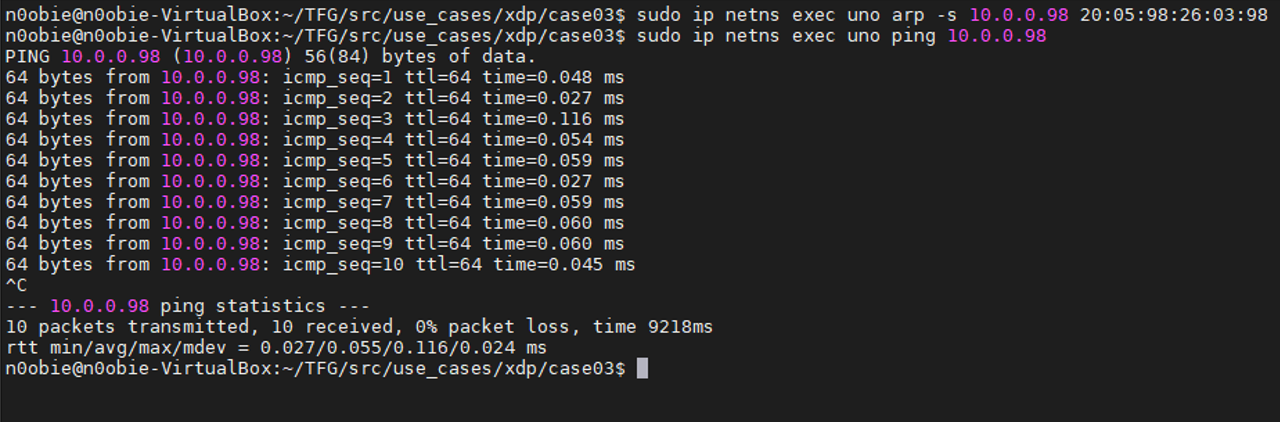 n0obie@n0obie-VirtualBox:~/TFG/src/use_cases/xdp/case03$ sudo ip netns exec uno arp -s 10.0.0.98 20:05:98:26:03:98
n0obie@n0obie-VirtualBox:~/TFG/src/use_cases/xdp/case03$ sudo ip netns exec uno ping 10.0.0.98
PING 10.0.0.98 (10.0.0.98) 56(84) bytes of data.
64 bytes from 10.0.0.98: icmp_seq=1 ttl=64 time=0.048 ms
64 bytes from 10.0.0.98: icmp_seq=2 ttl=64 time=0.027 ms
64 bytes from 10.0.0.98: icmp_seq=3 ttl=64 time=0.116 ms
64 bytes from 10.0.0.98: icmp_seq=4 ttl=64 time=0.054 ms
64 bytes from 10.0.0.98: icmp_seq=5 ttl=64 time=0.059 ms
64 bytes from 10.0.0.98: icmp_seq=6 ttl=64 time=0.027 ms
64 bytes from 10.0.0.98: icmp_seq=7 ttl=64 time=0.059 ms
64 bytes from 10.0.0.98: icmp_seq=8 ttl=64 time=0.060 ms
64 bytes from 10.0.0.98: icmp_seq=9 ttl=64 time=0.060 ms
64 bytes from 10.0.0.98: icmp_seq=10 ttl=64 time=0.045 ms
^C
--- 10.0.0.98 ping statistics ---
10 packets transmitted, 10 received, 0% packet loss, time 9218ms
rtt min/avg/max/mdev = 0.027/0.055/0.116/0.024 ms
n0obie@n0obie-VirtualBox:~/TFG/src/use_cases/xdp/case03$